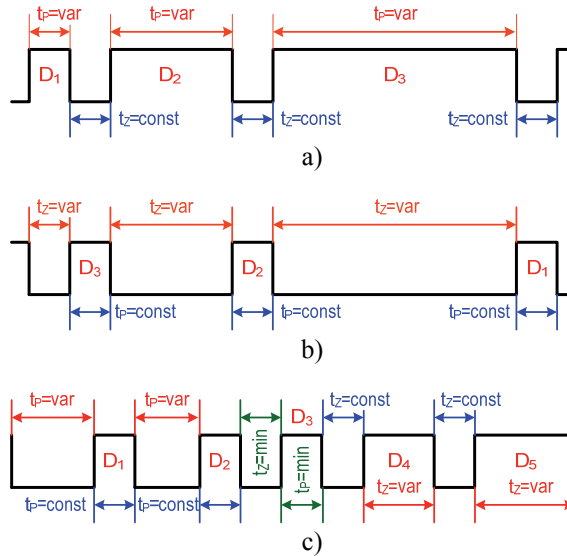 tP=var tP=var tP=var
D1 D2 D3
tZ=const tZ=const tZ=const
a)
tZ=var tZ=var tZ=var
D3 D2 D1
tP=const tP=const tP=const
b)
tP=var tP=var D3 tZ=const tZ=const
D1 D2 tZ=min tP=min D4 D5
tP=const tP=const tZ=var tZ=var
c)